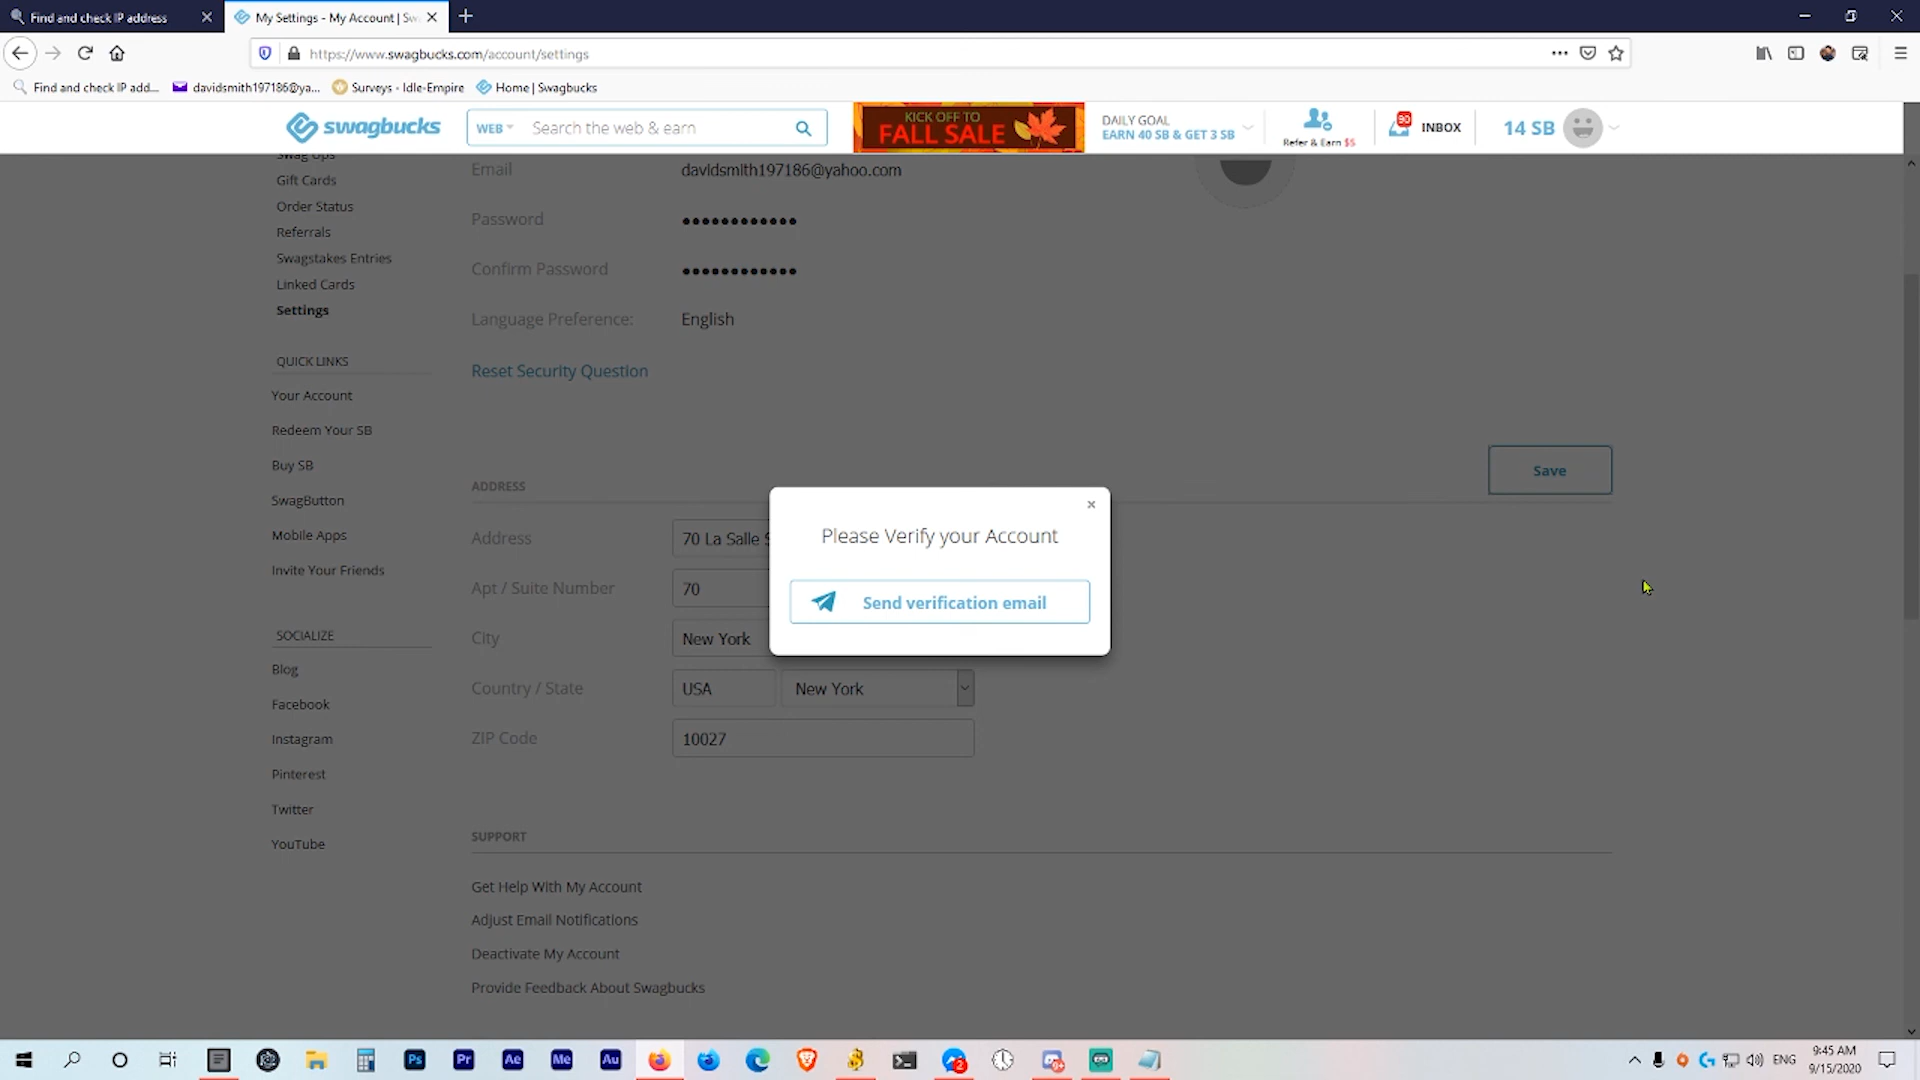 Find and check IP address
My Settings - My Account | Sw
https://www.swagbucks.com/account/settings
Find and check IP add...
davidsmith197186@ya...
Surveys - Idle-Empire
Home | Swagbucks
swagbucks
WEB
Search the web & earn
KICK OFF TO
FALL SALE
DAILY GOAL
EARN 40 SB & GET 3 SB
Refer & Earn $5
90
INBOX
14 SB
Swag Ups
Gift Cards
Order Status
Referrals
Swagstakes Entries
Linked Cards
Settings
QUICK LINKS
Your Account
Redeem Your SB
Buy SB
SwagButton
Mobile Apps
Invite Your Friends
SOCIALIZE
Blog
Facebook
Instagram
Pinterest
Twitter
YouTube
Email
davidsmith197186@yahoo.com
Password
Confirm Password
Language Preference:
English
Reset Security Question
Save
ADDRESS
Address
70 La Salle S
Apt / Suite Number
70
City
New York
Country / State
USA
New York
ZIP Code
10027
Please Verify your Account
Send verification email
SUPPORT
Get Help With My Account
Adjust Email Notifications
Deactivate My Account
Provide Feedback About Swagbucks
Ps
Pr
Ae
Me
Au
2
ENG
9:45 AM
9/15/2020